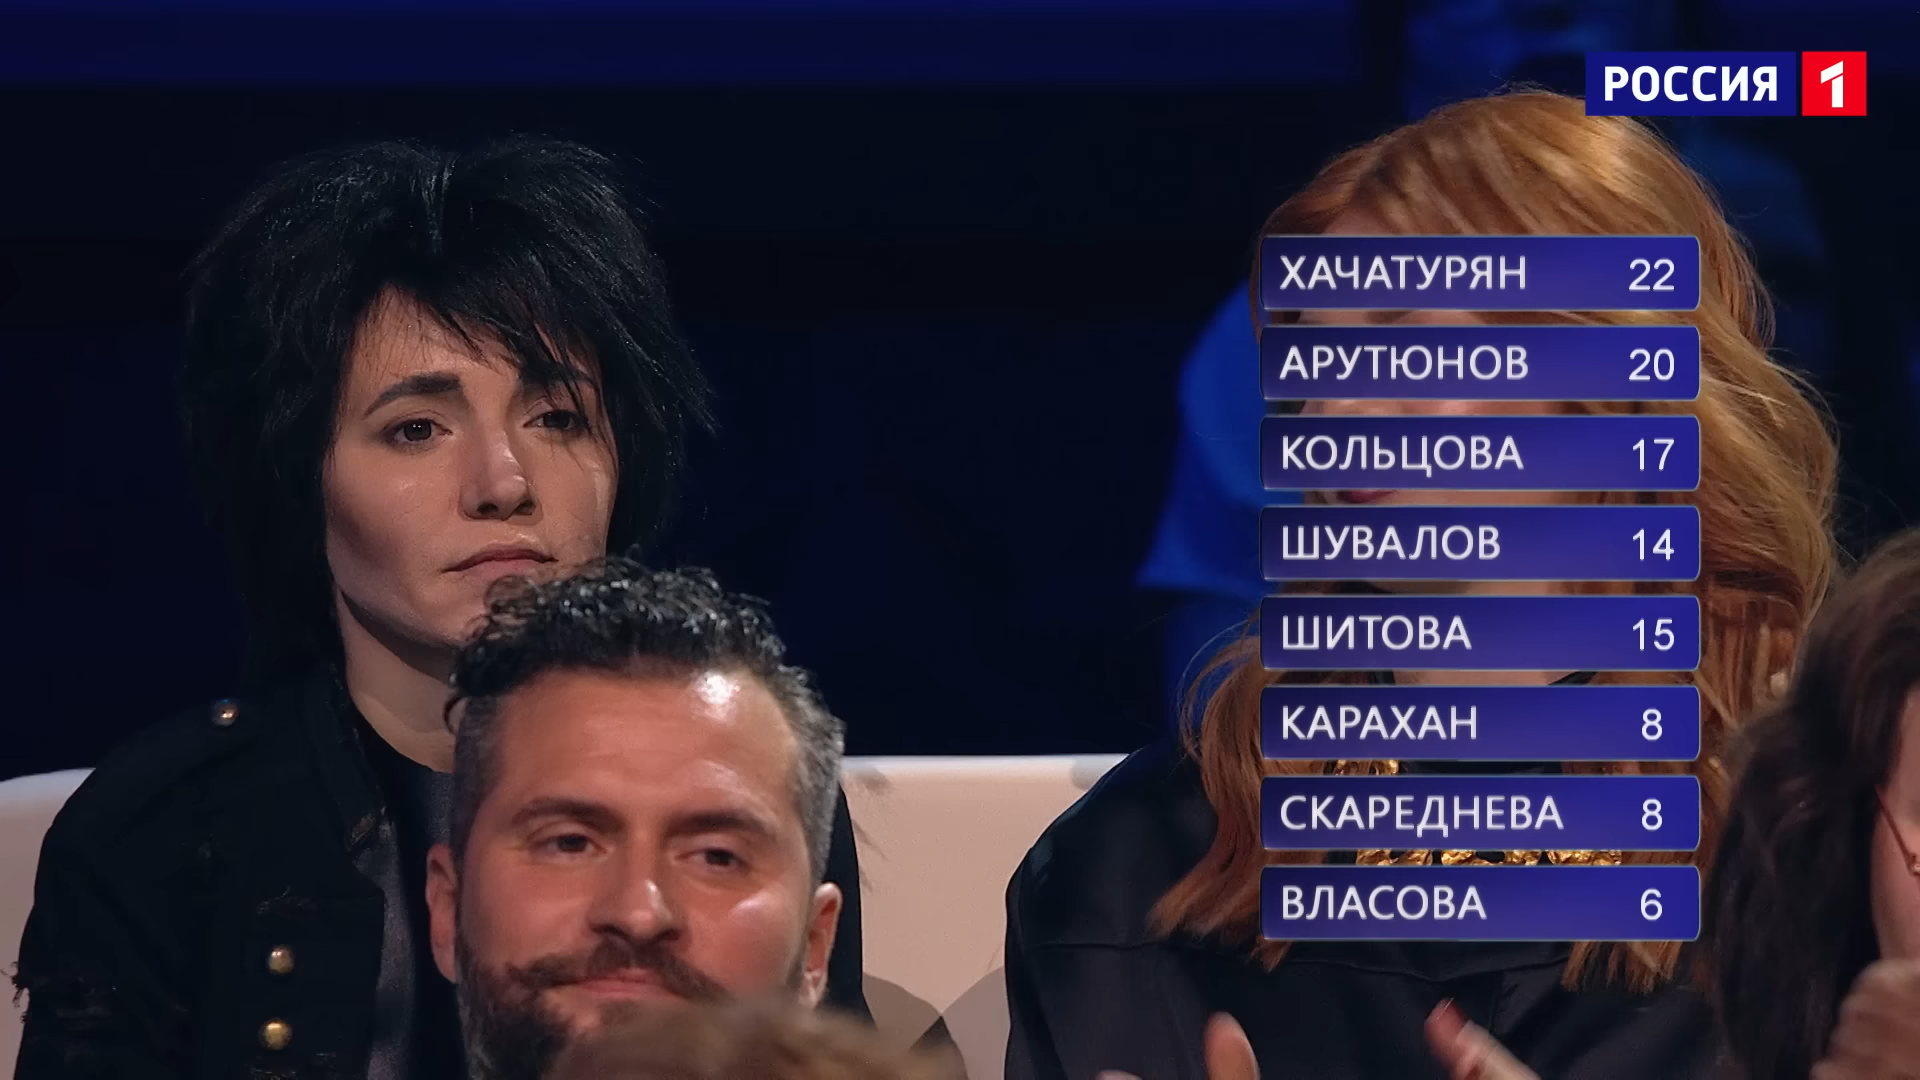 РОССИЯ 1
ХАЧАТУРЯН 22
АРУТЮНОВ 20
КОЛЬЦОВА 17
ШУВАЛОВ 14
ШИТОВА 15
КАРАХАН 8
СКАРЕДНЕВА 8
ВЛАСОВА 6